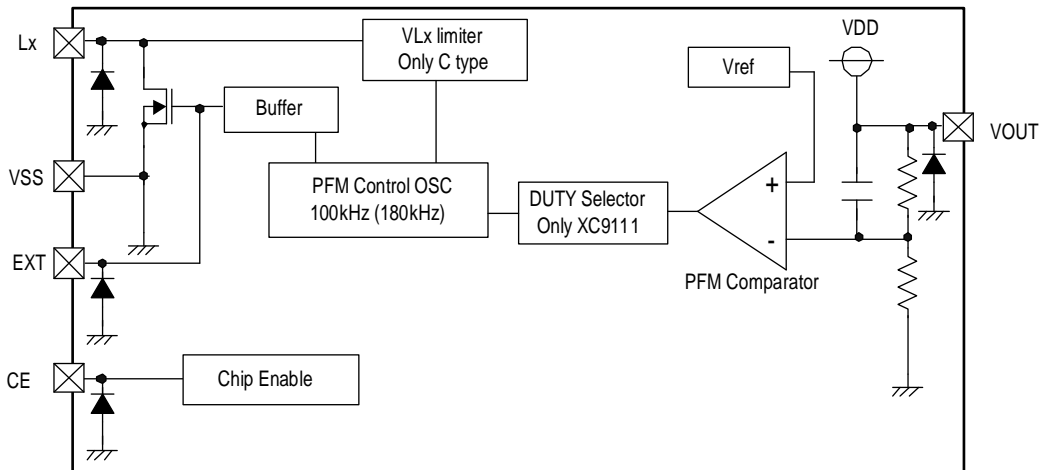 Lx
VLx limiter
Only C type
VDD
Vref
Buffer
VOUT
VSS
PFM Control OSC
100kHz (180kHz)
DUTY Selector
Only XC9111
+
-
EXT
PFM Comparator
CE
Chip Enable